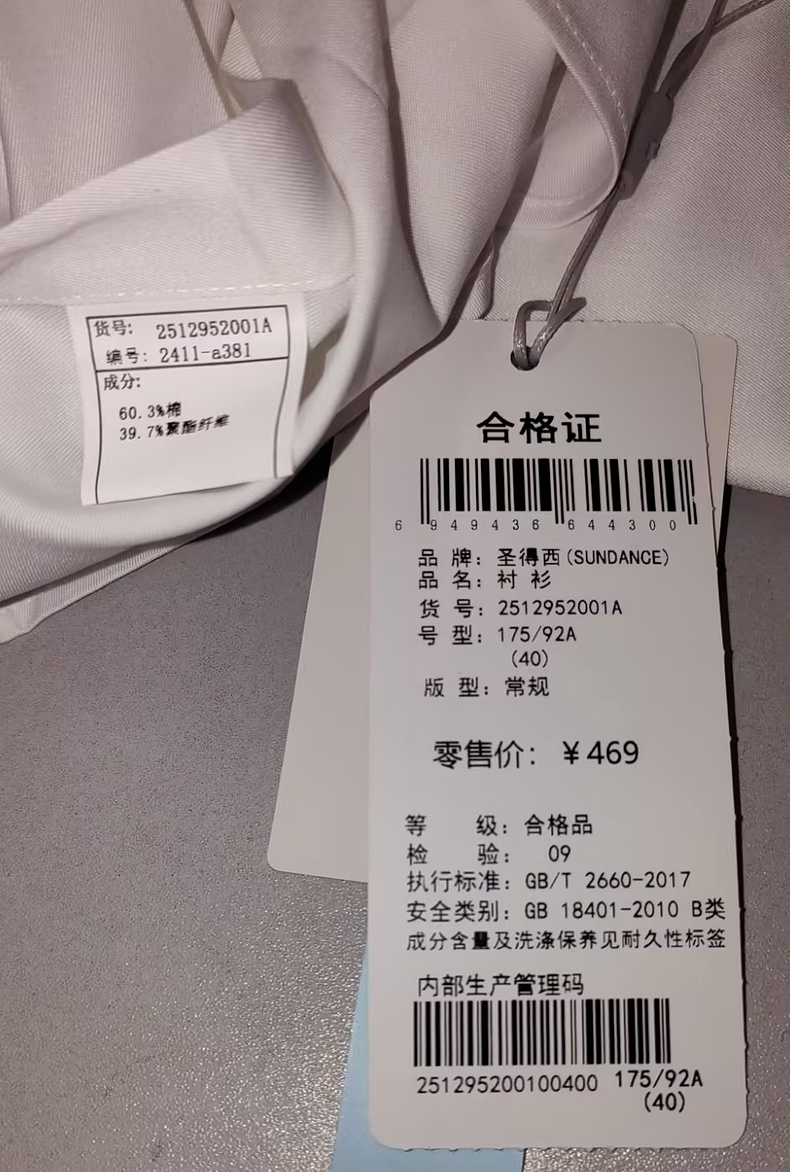 货号: 2512952001A
编号: 2411-a381
成分:
60.3%棉
39.7%聚酯纤维
合格证
6 949436 644300
品 牌: 圣得西(SUNDANCE)
品 名: 衬 衫
货 号: 2512952001A
号 型: 175/92A
(40)
版 型: 常规
零售价: ¥469
等 级: 合格品
检 验: 09
执行标准: GB/T 2660-2017
安全类别: GB 18401-2010 B类
成分含量及洗涤保养见耐久性标签
内部生产管理码
251295200100400 175/92A
(40)